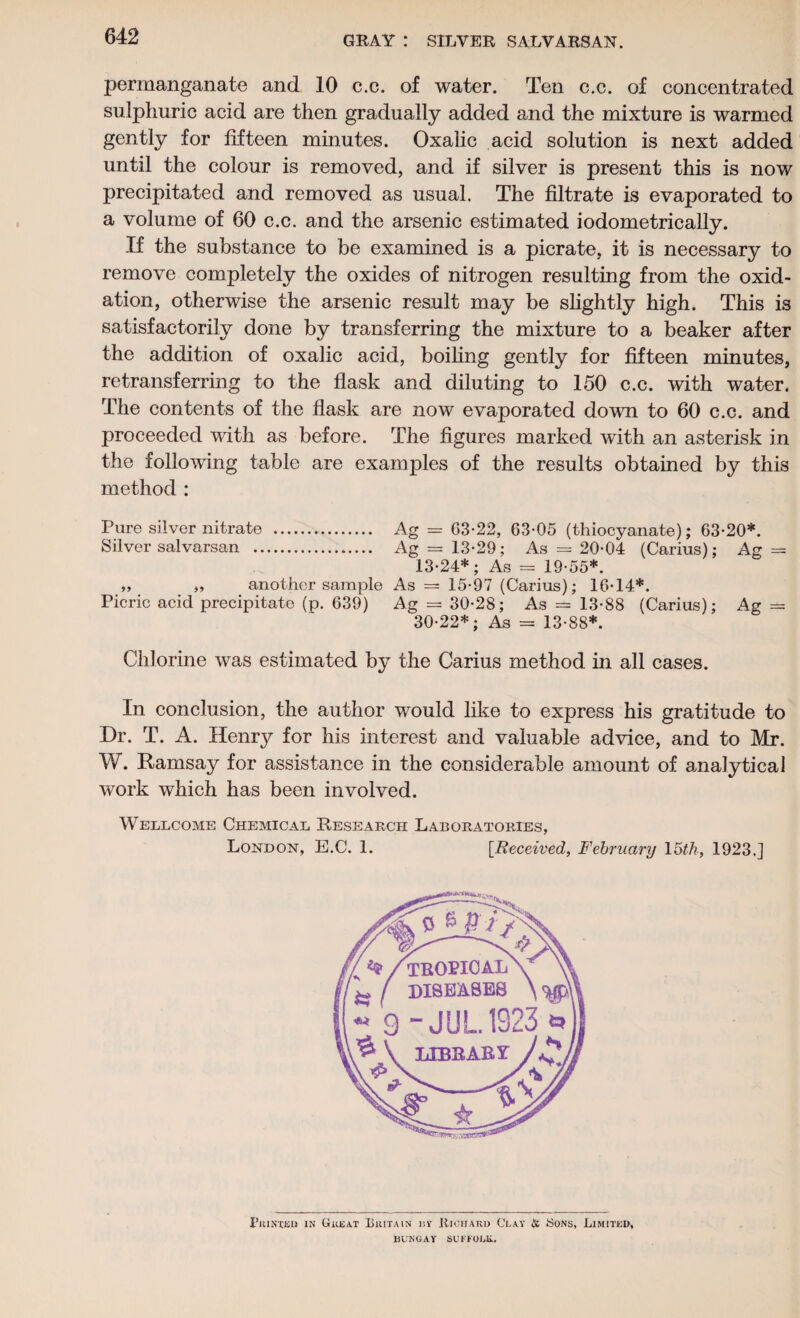 642
GRAY : SILVER SALVARSAN.
permanganate and 10 c.c. of water. Ten c.c. of concentrated
sulphuric acid are then gradually added and the mixture is warmed
gently for fifteen minutes. Oxalic acid solution is next added
until the colour is removed, and if silver is present this is now
precipitated and removed as usual. The filtrate is evaporated to
a volume of 60 c.c. and the arsenic estimated iodometrically.
If the substance to be examined is a picrate, it is necessary to
remove completely the oxides of nitrogen resulting from the oxid-
ation, otherwise the arsenic result may be slightly high. This is
satisfactorily done by transferring the mixture to a beaker after
the addition of oxalic acid, boiling gently for fifteen minutes,
retransferring to the flask and diluting to 150 c.c. with water.
The contents of the flask are now evaporated down to 60 c.c. and
proceeded with as before. The figures marked with an asterisk in
the following table are examples of the results obtained by this
method :
Pure silver nitrate ............... Ag = 63·22, 63·05 (thiocyanate); 63·20*.
Silver salvarsan .................. Ag = 13·29; As = 20·04 (Carius); Ag =
13·24*; As = 19·55*.
,, ,, another sample As = 15·97 (Carius); 16·14*.
Picric acid precipitate (p. 639) Ag = 30·28; As = 13·88 (Carius); Ag =
30·22*; As = 13·88*.
Chlorine was estimated by the Carius method in all cases.
In conclusion, the author would like to express his gratitude to
Dr. T. A. Henry for his interest and valuable advice, and to Mr.
W. Ramsay for assistance in the considerable amount of analytical
work which has been involved.
WELLCOME CHEMICAL RESEARCH LABORATORIES,
LONDON, E.C. 1. [Received, February 15th, 1923.]
TROPICAL
DISEASES
9 - JUL. 1923
LIBRARY
PRINTED IN GREAT BRITAIN BY RICHARD CLAY & SONS, LIMITED,
BUNGAY SUFFOLK.